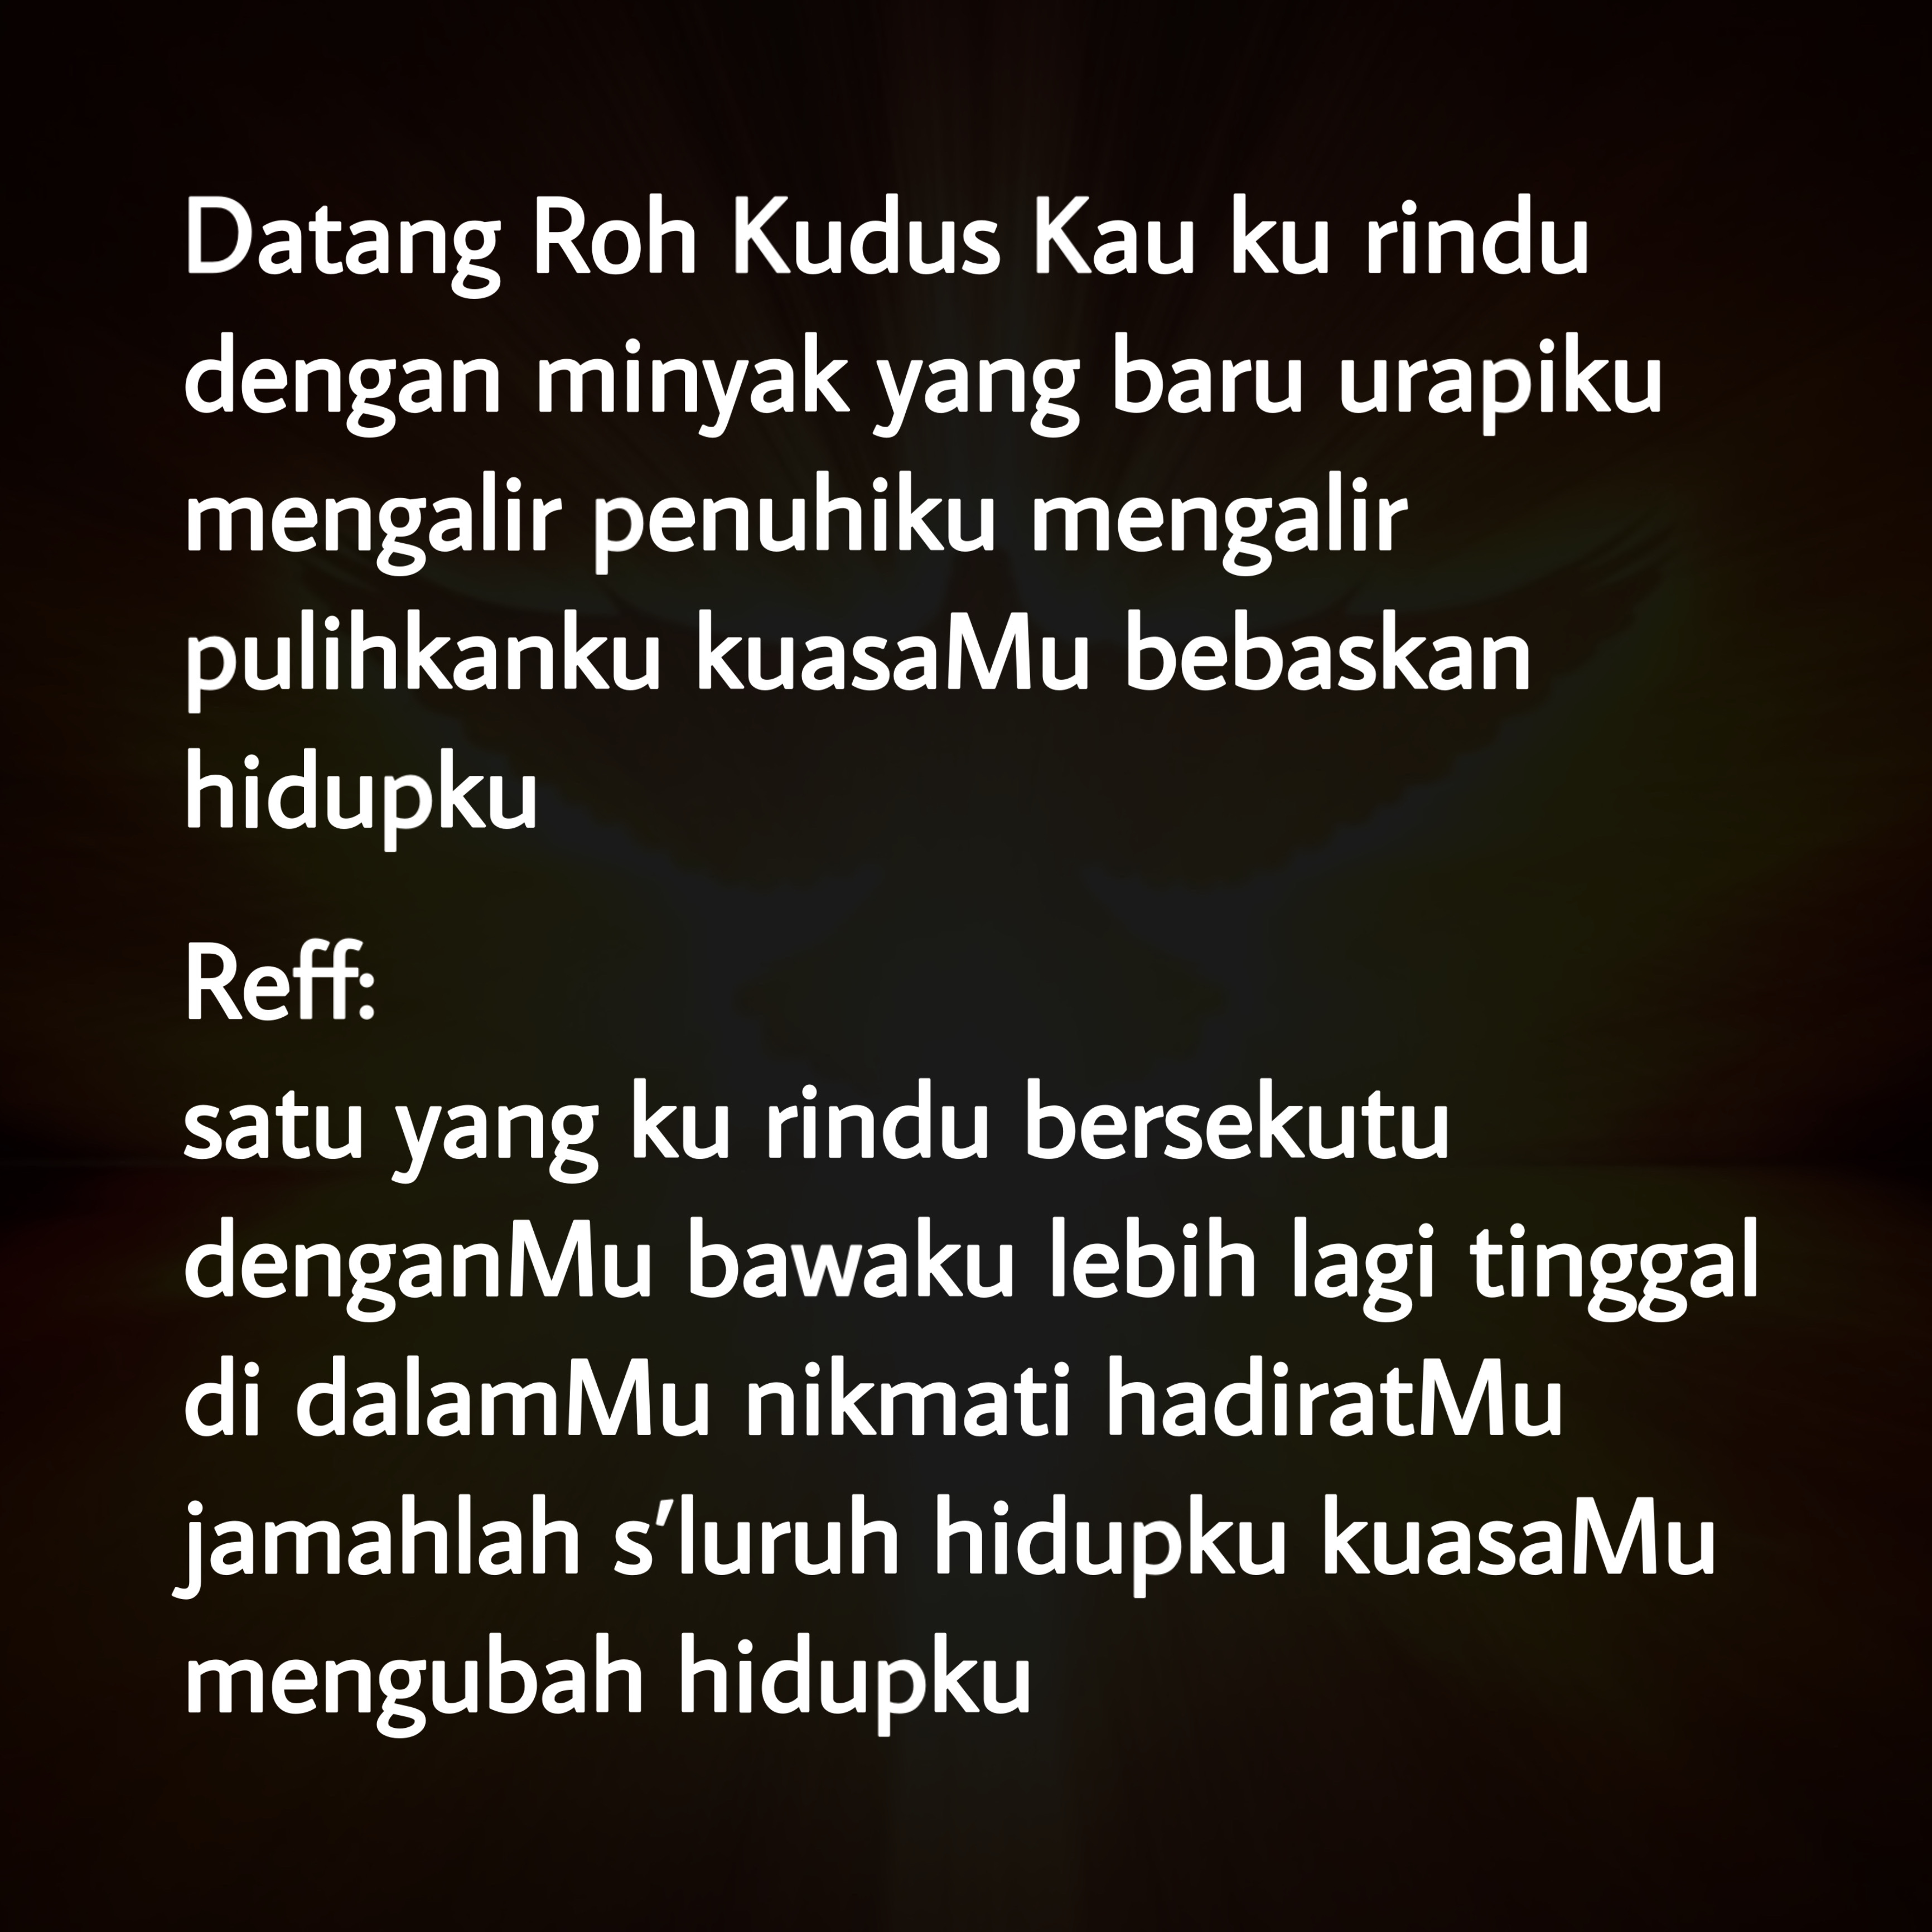 Datang Roh Kudus Kau ku rindu
dengan minyak yang baru urapiku
mengalir penuhiku mengalir
pulihkanku kuasaMu bebaskan
hidupku
Reff:
satu yang ku rindu bersekutu
denganMu bawaku lebih lagi tinggal
di dalamMu nikmati hadiratMu
jamahlah s'luruh hidupku kuasaMu
mengubah hidupku